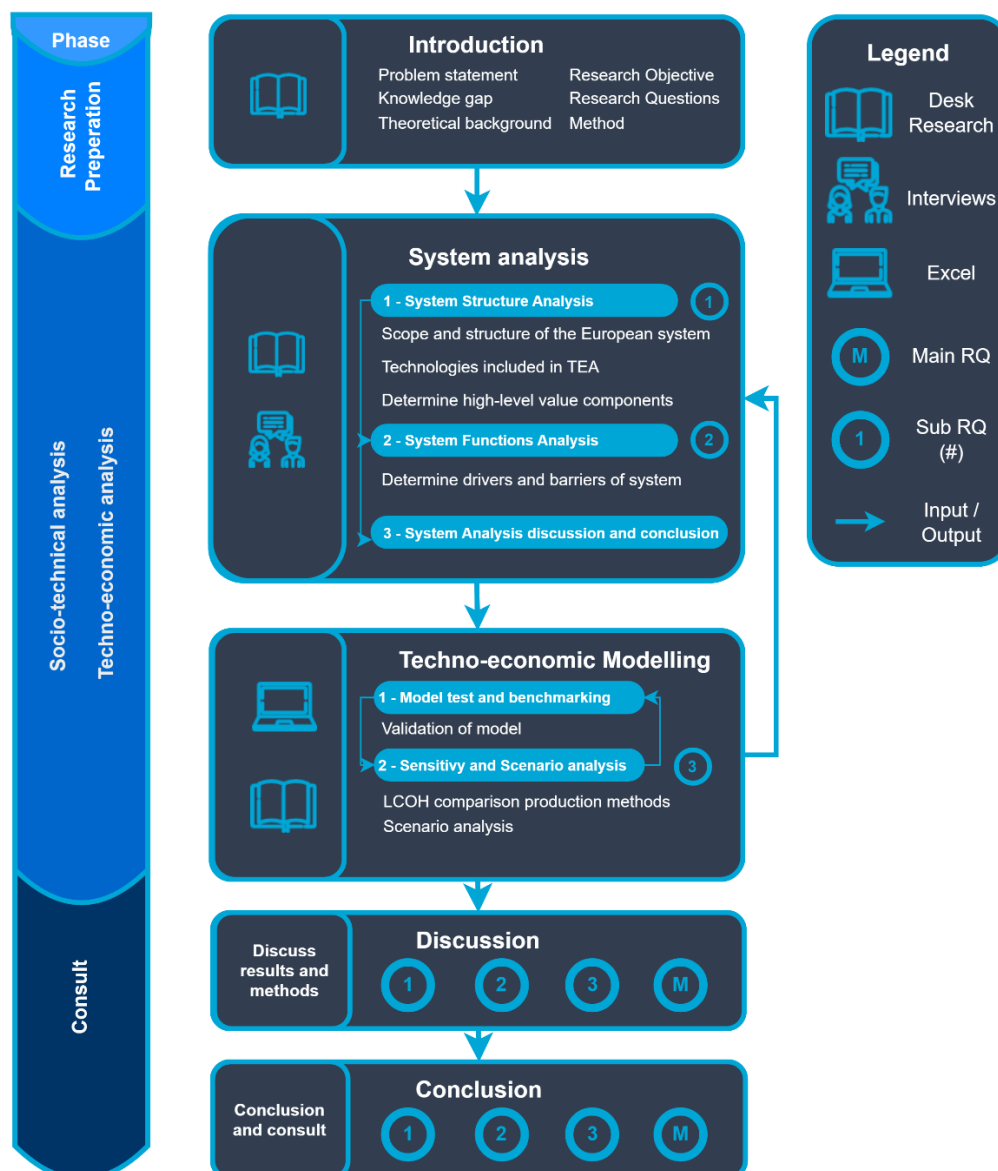 Phase
Research
Preperation
Socio-technical analysis
Techno-economic analysis
Consult
Introduction
Problem statement
Knowledge gap
Theoretical background
Research Objective
Research Questions
Method
System analysis
1 - System Structure Analysis
1
Scope and structure of the European system
Technologies included in TEA
Determine high-level value components
2 - System Functions Analysis
2
Determine drivers and barriers of system
3 - System Analysis discussion and conclusion
Techno-economic Modelling
1 - Model test and benchmarking
Validation of model
2 - Sensitivy and Scenario analysis
3
LCOH comparison production methods
Scenario analysis
Discuss
results and
methods
Discussion
1
2
3
M
Conclusion
and consult
Conclusion
1
2
3
M
Legend
Desk
Research
Interviews
Excel
M
Main RQ
1
Sub RQ
(#)
Input /
Output